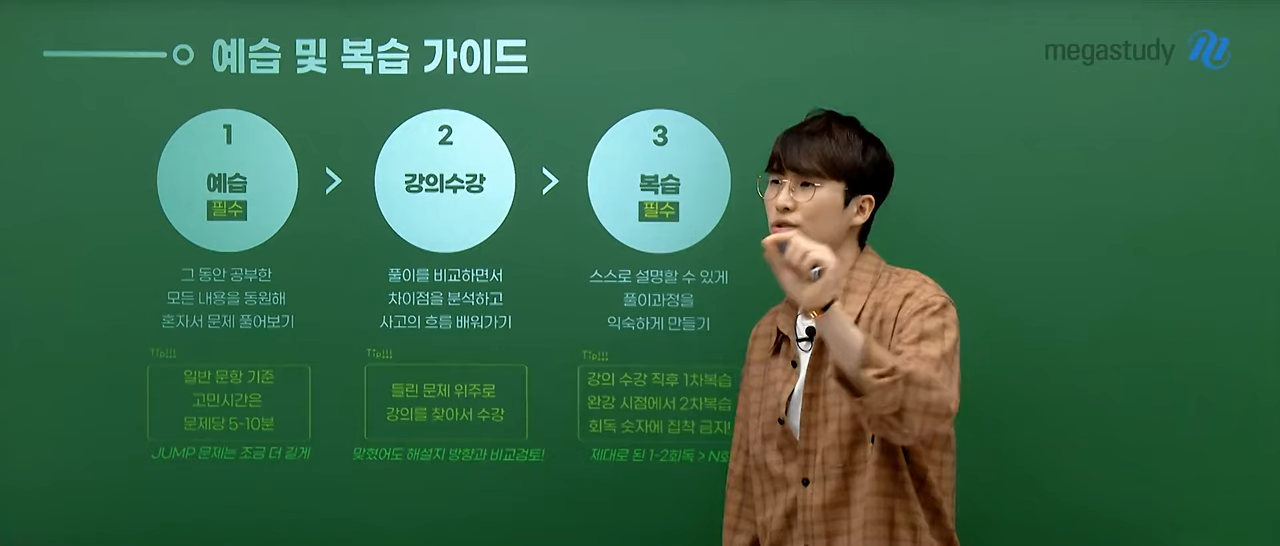 예습 및 복습 가이드
megastudy
1
예습
필수
2
강의수강
3
복습
필수
그 동안 공부한
모든 내용을 동원해
혼자서 문제 풀어보기
풀이를 비교하면서
차이점을 분석하고
사고의 흐름 배워가기
스스로 설명할 수 있게
풀이과정을
익숙하게 만들기
Tip!!!
일반 문항 기준
고민시간은
문제당 5-10분
JUMP 문제는 조금 더 길게
Tip!!!
틀린 문제 위주로
강의를 찾아서 수강
맞혔어도 해설지 방향과 비교검토!
Tip!!!
강의 수강 직후 1차복습
완강 시점에서 2차복습
회독 숫자에 집착 금지!
제대로 된 1-2회독 > N회